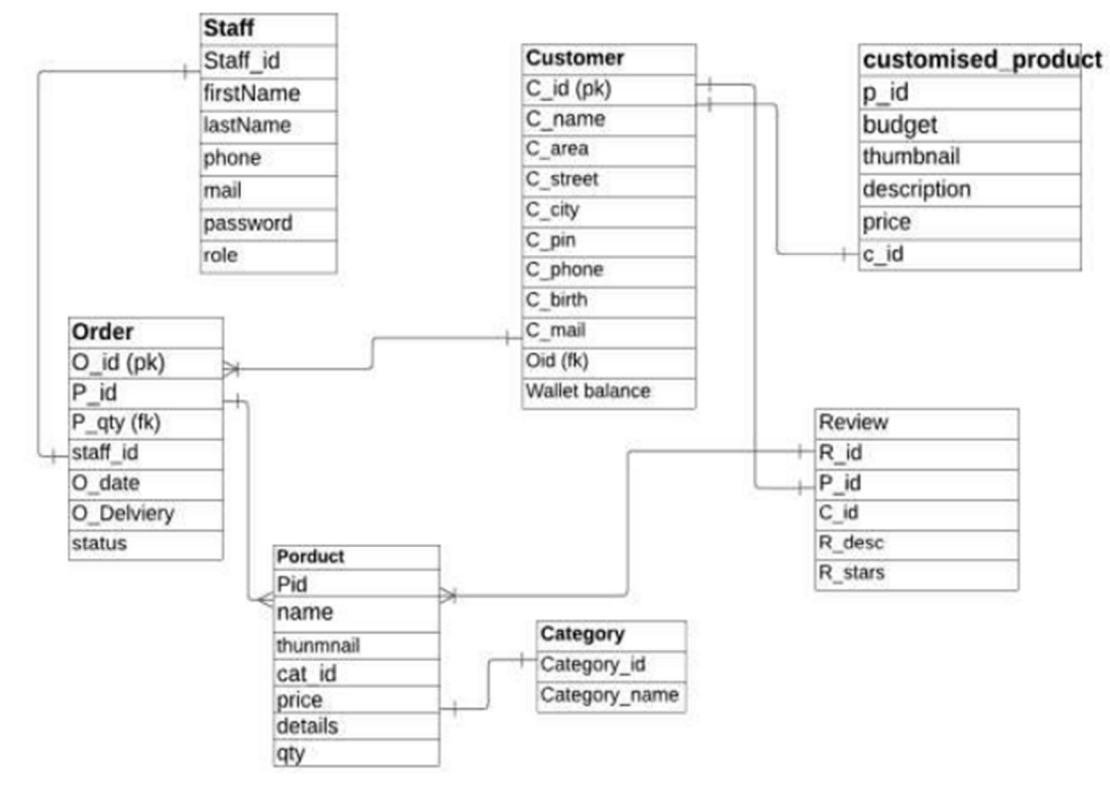 Staff
Staff_id
firstName
lastName
phone
mail
password
role
Customer
C_id (pk)
C_name
C_area
C_street
C_city
C_pin
C_phone
C_birth
C_mail
Oid (fk)
Wallet balance
customised_product
p_id
budget
thumbnail
description
price
c_id
Order
O_id (pk)
P_id
P_qty (fk)
staff_id
O_date
O_Delviery
status
Review
R_id
P_id
C_id
R_desc
R_stars
Porduct
Pid
name
thunmnail
cat_id
price
details
qty
Category
Category_id
Category_name